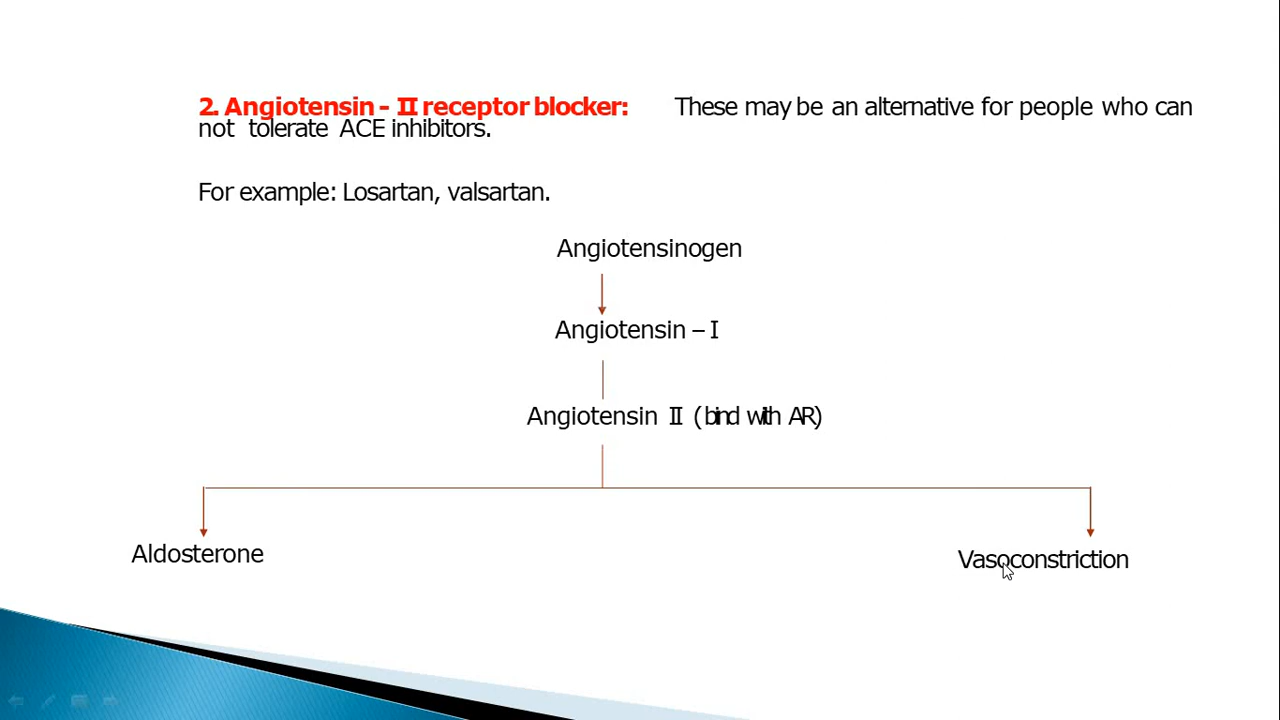 2. Angiotensin - II receptor blocker: These may be an alternative for people who can
not tolerate ACE inhibitors.
For example: Losartan, valsartan.
Angiotensinogen
Angiotensin – I
Angiotensin II (bind with AR)
Aldosterone
Vasoconstriction